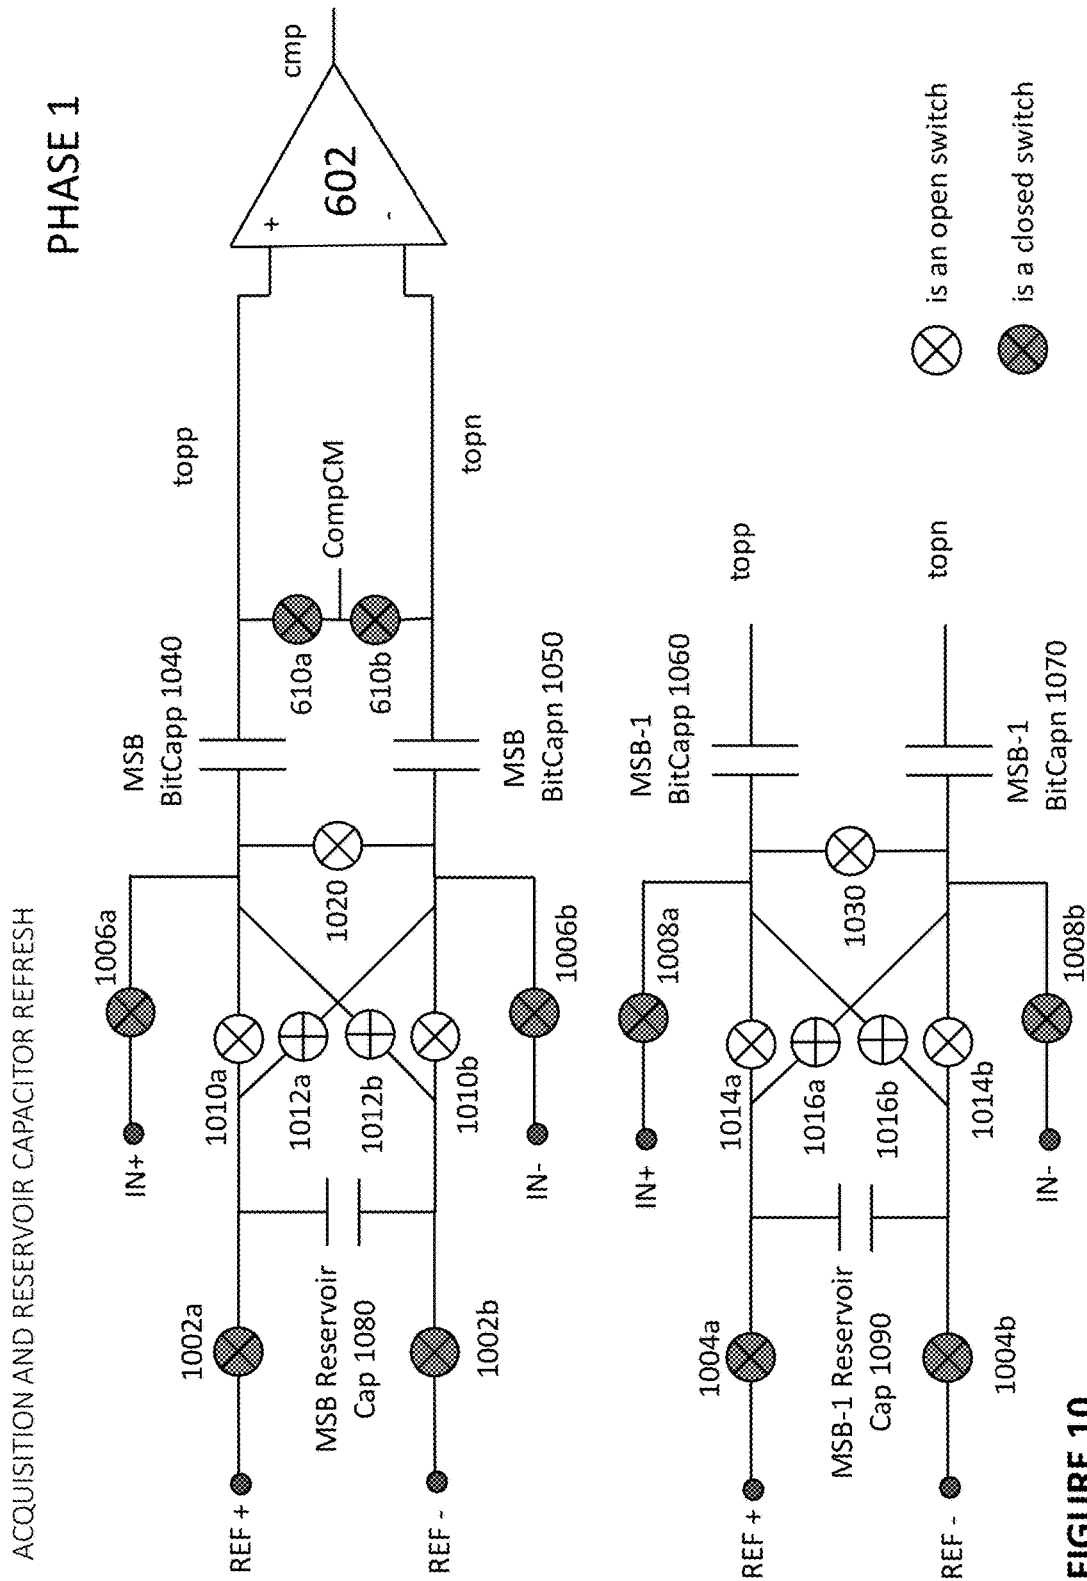 ACQUISITION AND RESERVOIR CAPACITOR REFRESH
PHASE 1
IN+
1006a
REF +
1002a
1010a
MSB
BitCapp 1040
topp
cmp
MSB Reservoir
Cap 1080
1012a
1012b
1020
610a
610b
CompCM
+
602
-
REF -
1002b
1010b
MSB
BitCapn 1050
topn
IN-
1006b
IN+
1008a
REF +
1004a
1014a
MSB-1
BitCapp 1060
topp
MSB-1 Reservoir
Cap 1090
1016a
1016b
1030
REF -
1004b
1014b
MSB-1
BitCapn 1070
topn
IN-
1008b
is an open switch
is a closed switch
FIGURE 10